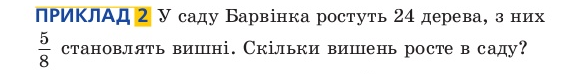 ПРИКЛАД 2 У саду Барвінка ростуть 24 дерева, з них
5/8 становлять вишні. Скільки вишень росте в саду?